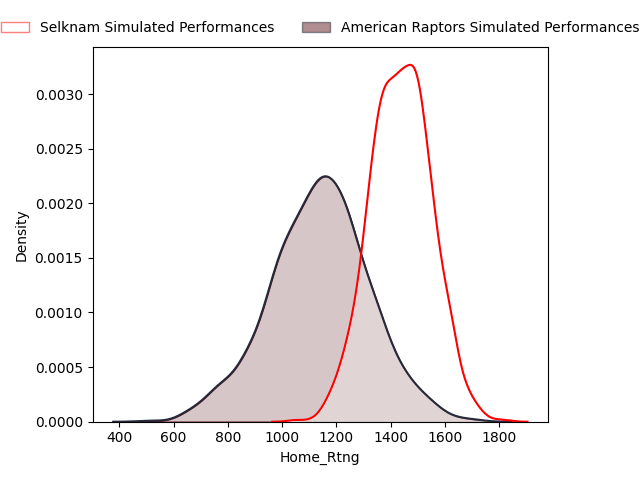 Selknam Simulated Performances
American Raptors Simulated Performances
0.0030
0.0025
0.0020
0.0015
0.0010
0.0005
0.0000
Density
400 600 800 1000 1200 1400 1600 1800
Home_Rtng